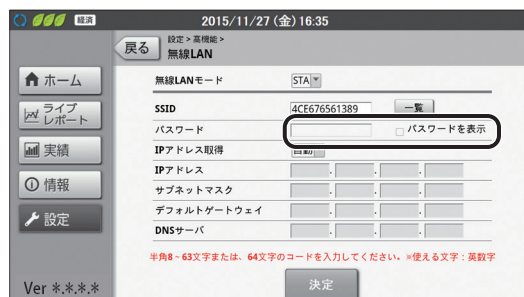 経済
2015/11/27 (金) 16:35
戻る
設定 > 高機能 >
無線LAN
ホーム
ライブ
レポート
実績
情報
設定
Ver *.*.*.*
無線LANモード STA
SSID 4CE676561389 一覧
パスワード パスワードを表示
IPアドレス取得 自動
IPアドレス . . .
サブネットマスク . . .
デフォルトゲートウェイ . . .
DNSサーバ . . .
半角8~63文字または、64文字のコードを入力してください。※使える文字：英数字
決定